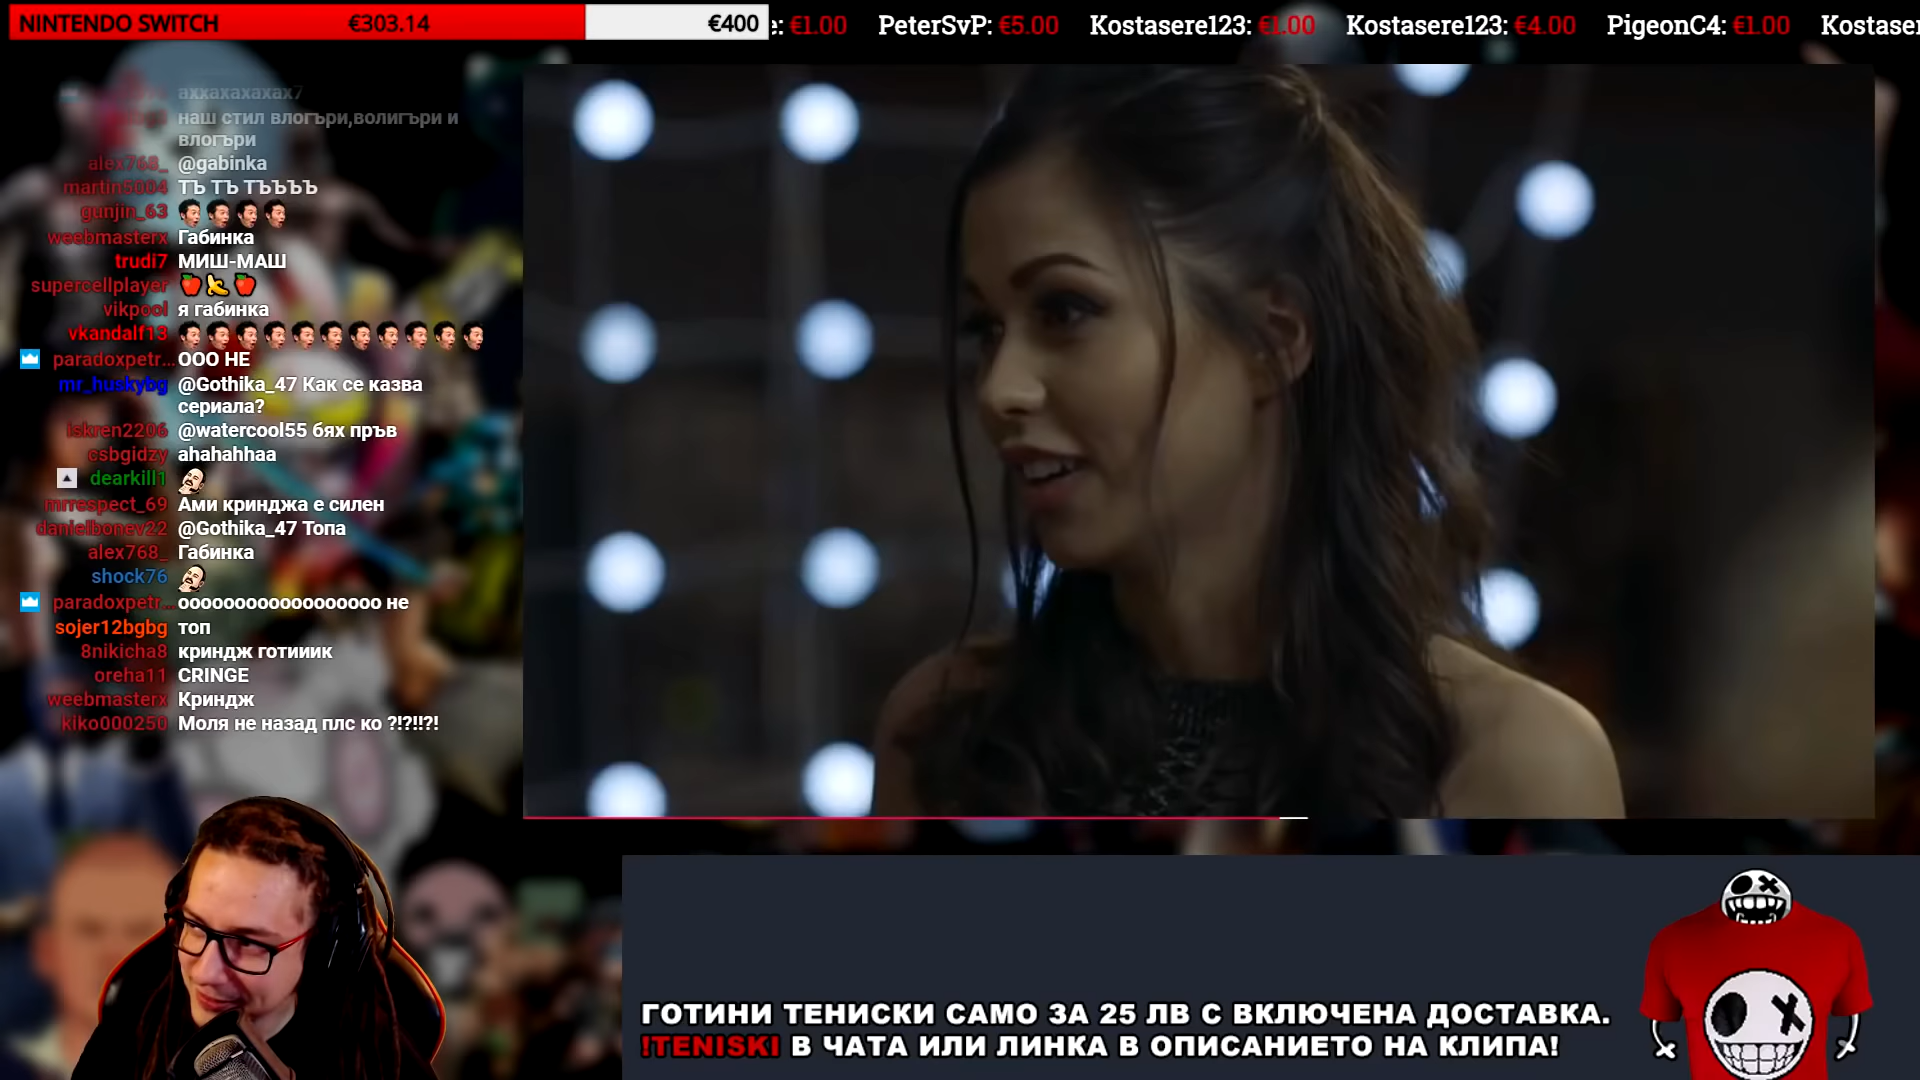 NINTENDO SWITCH €303.14 €400
: €1.00 PeterSvP: €5.00 Kostasere123: €1.00 Kostasere123: €4.00 PigeonC4: €1.00
ахахахахах7
наш стил влогъри,волигъри и
влогъри
alex768_ @gabinka
martin5004 ТЪ ТЪ ТЪЪЪЪ
gunjin_63
weebmasterx Габинка
trudi7 МИШ-МАШ
supercellplayer
vikpool я габинка
vkandalf13
paradoxpetr... ООО НЕ
mr_huskybg @Gothika_47 Как се казва
сериала?
iskren2206 @watercool55 бях пръв
csbgidzy ahahahhaa
dearkill1
mrrespect_69 Ами кринджа е силен
danielbonev22 @Gothika_47 Топа
alex768_ Габинка
shock76
paradoxpetr... оооооооооооооооооо не
sojer12bgbg топ
8nikicha8 криндж готииик
oreha11 CRINGE
weebmasterx Криндж
kiko000250 Моля не назад плс ко ?!?!!?!
ГОТИНИ ТЕНИСКИ САМО ЗА 25 ЛВ С ВКЛЮЧЕНА ДОСТАВКА.
!TENISKI В ЧАТА ИЛИ ЛИНКА В ОПИСАНИЕТО НА КЛИПА!